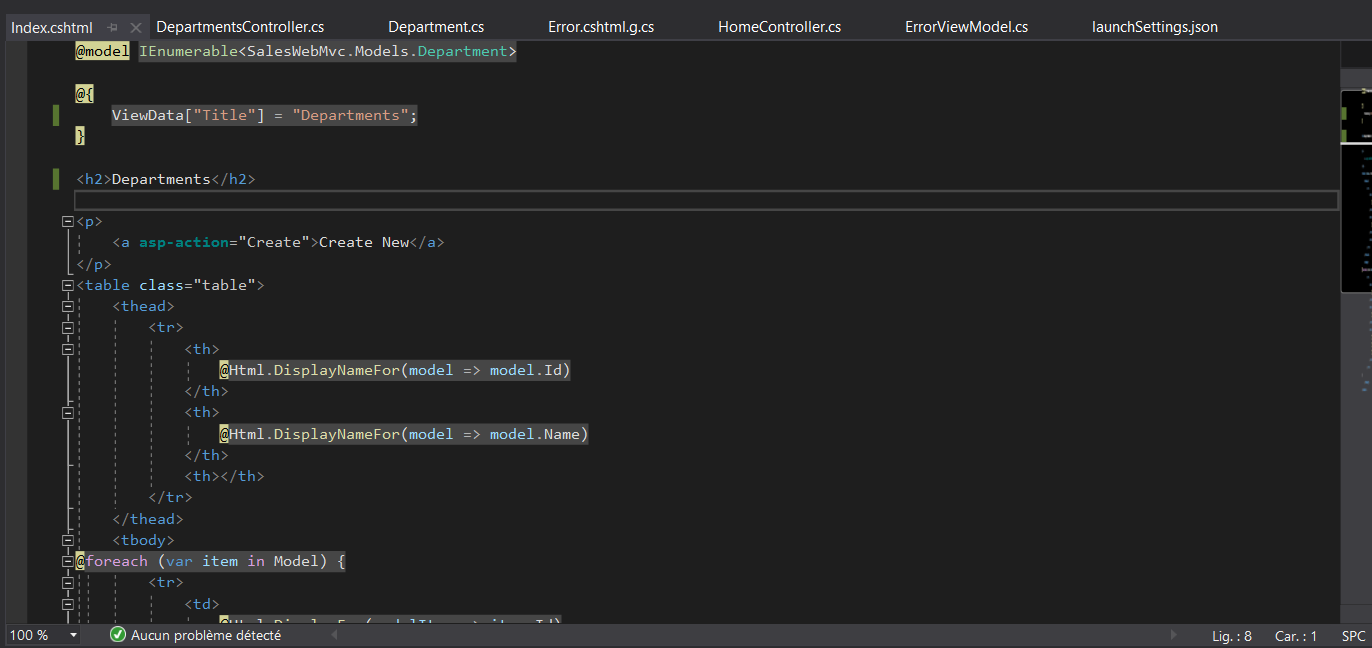 Index.cshtml DepartmentsController.cs Department.cs Error.cshtml.g.cs HomeController.cs ErrorViewModel.cs launchSettings.json
@model IEnumerable<SalesWebMvc.Models.Department>
@{
ViewData["Title"] = "Departments";
}
<h2>Departments</h2>
<p>
<a asp-action="Create">Create New</a>
</p>
<table class="table">
<thead>
<tr>
<th>
@Html.DisplayNameFor(model => model.Id)
</th>
<th>
@Html.DisplayNameFor(model => model.Name)
</th>
<th></th>
</tr>
</thead>
<tbody>
@foreach (var item in Model) {
<tr>
<td>
100 % Aucun problème détecté Lig. : 8 Car. : 1 SPC